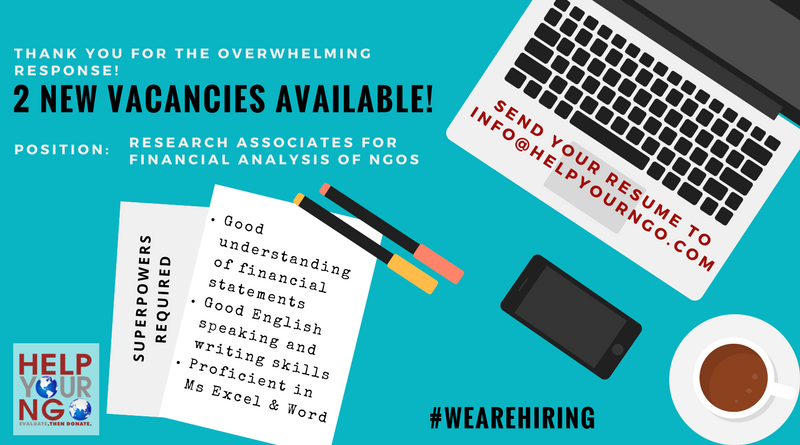 THANK YOU FOR THE OVERWHELMING
RESPONSE!
2 NEW VACANCIES AVAILABLE!
POSITION:
RESEARCH ASSOCIATES FOR
FINANCIAL ANALYSIS OF NGOS
SEND YOUR RESUME TO
INFO@HELPYOURNGO.COM
SUPERPOWERS
REQUIRED
• Good
understanding
of financial
statements
• Good English
speaking and
writing skills
• Proficient in
Ms Excel & Word
HELP
YOUR
NGO
EVALUATE.THEN DONATE.
#WEAREHIRING